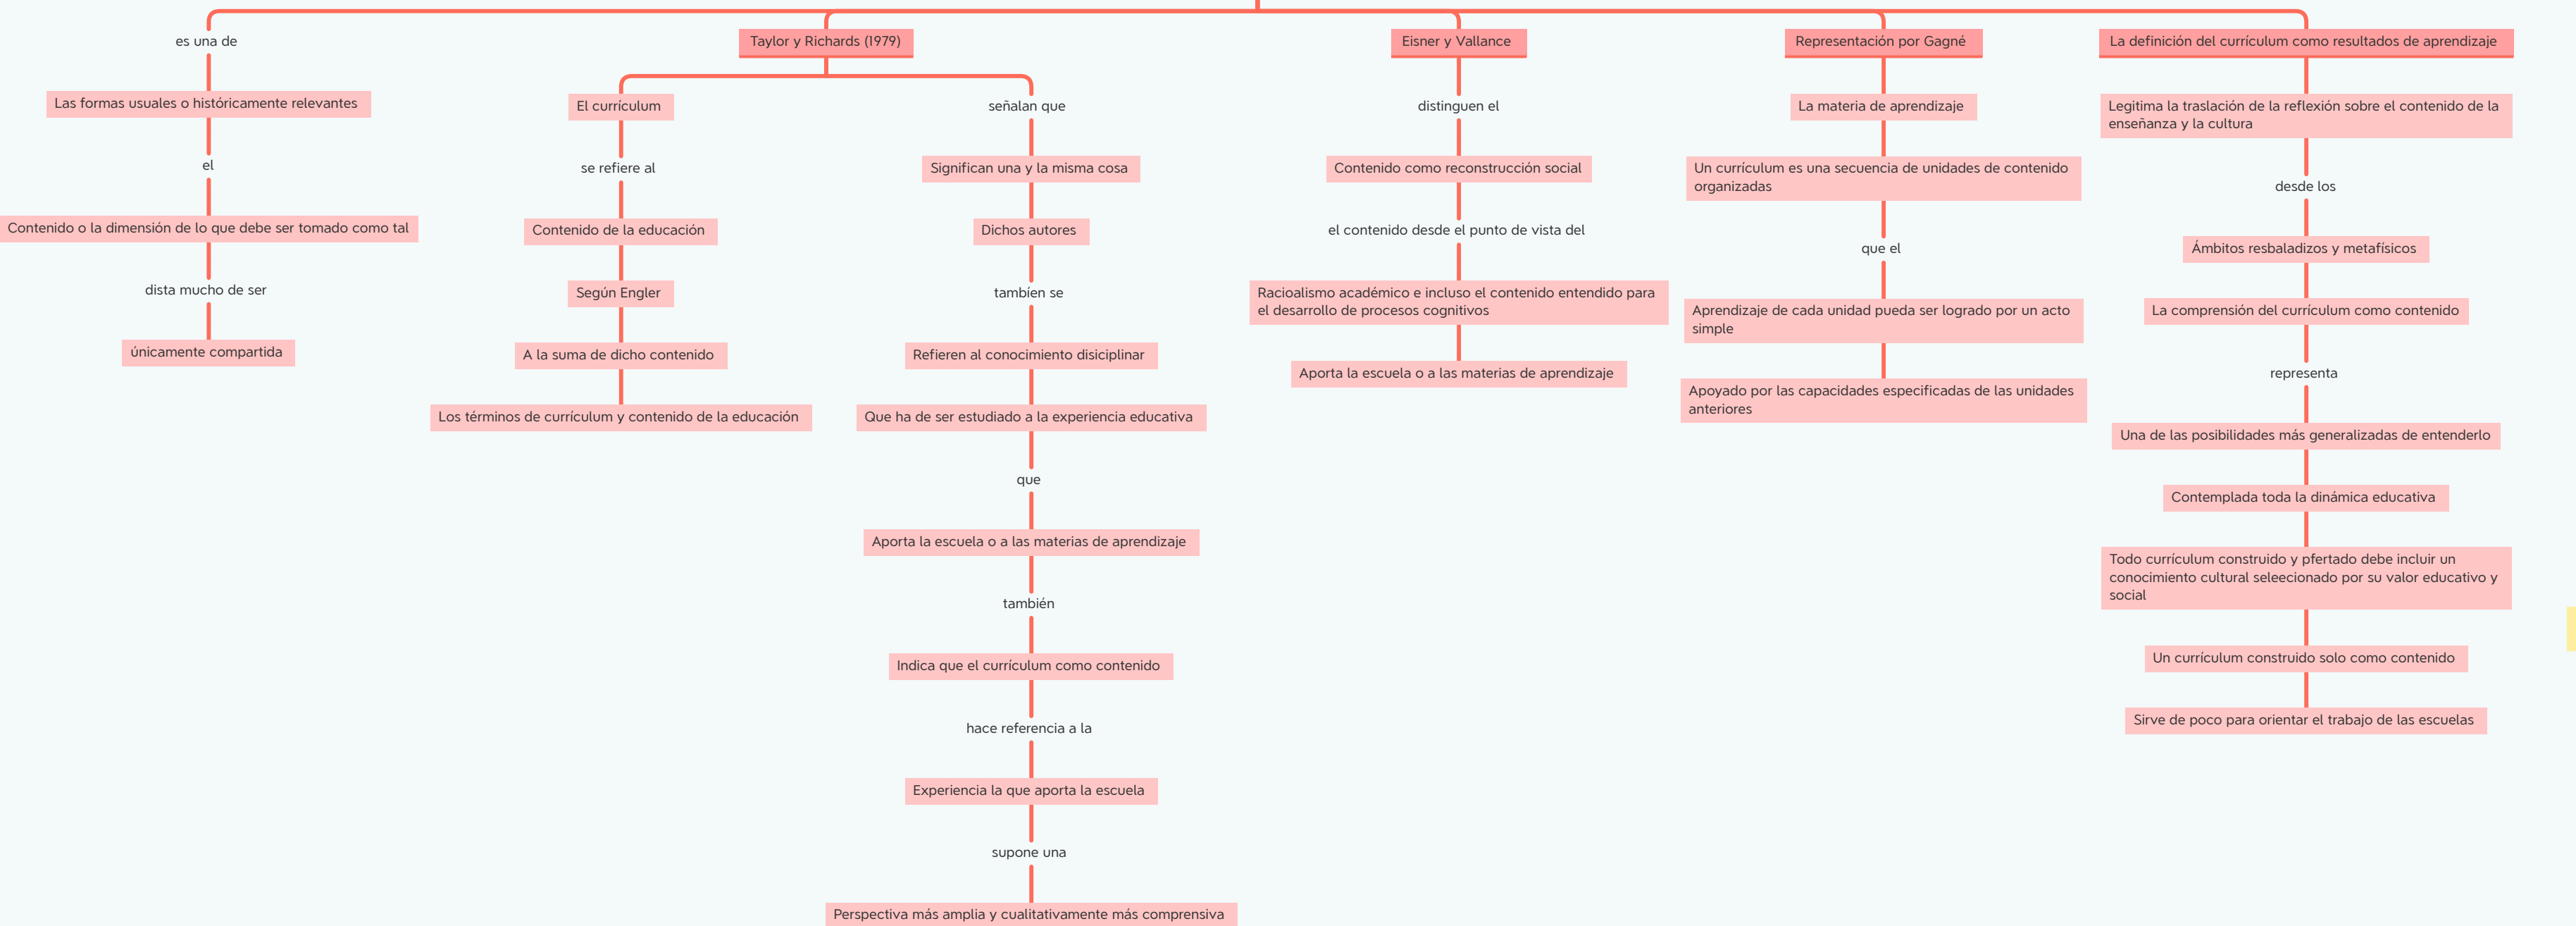 es una de
Las formas usuales o históricamente relevantes
el
Contenido o la dimensión de lo que debe ser tomado como tal
dista mucho de ser
únicamente compartida
Taylor y Richards (1979)
El currículum
se refiere al
Contenido de la educación
Según Engler
A la suma de dicho contenido
Los términos de currículum y contenido de la educación
señalan que
Significan una y la misma cosa
Dichos autores
tambíen se
Refieren al conocimiento disiciplinar
Que ha de ser estudiado a la experiencia educativa
que
Aporta la escuela o a las materias de aprendizaje
también
Indica que el currículum como contenido
hace referencia a la
Experiencia la que aporta la escuela
supone una
Perspectiva más amplia y cualitativamente más comprensiva
Eisner y Vallance
distinguen el
Contenido como reconstrucción social
el contenido desde el punto de vista del
Racioalismo académico e incluso el contenido entendido para
el desarrollo de procesos cognitivos
Aporta la escuela o a las materias de aprendizaje
Representación por Gagné
La materia de aprendizaje
Un currículum es una secuencia de unidades de contenido
organizadas
que el
Aprendizaje de cada unidad pueda ser logrado por un acto
simple
Apoyado por las capacidades especificadas de las unidades
anteriores
La definición del currículum como resultados de aprendizaje
Legitima la traslación de la reflexión sobre el contenido de la
enseñanza y la cultura
desde los
Ámbitos resbaladizos y metafísicos
La comprensión del currículum como contenido
representa
Una de las posibilidades más generalizadas de entenderlo
Contemplada toda la dinámica educativa
Todo currículum construido y pfertado debe incluir un
conocimiento cultural seleecionado por su valor educativo y
social
Un currículum construido solo como contenido
Sirve de poco para orientar el trabajo de las escuelas